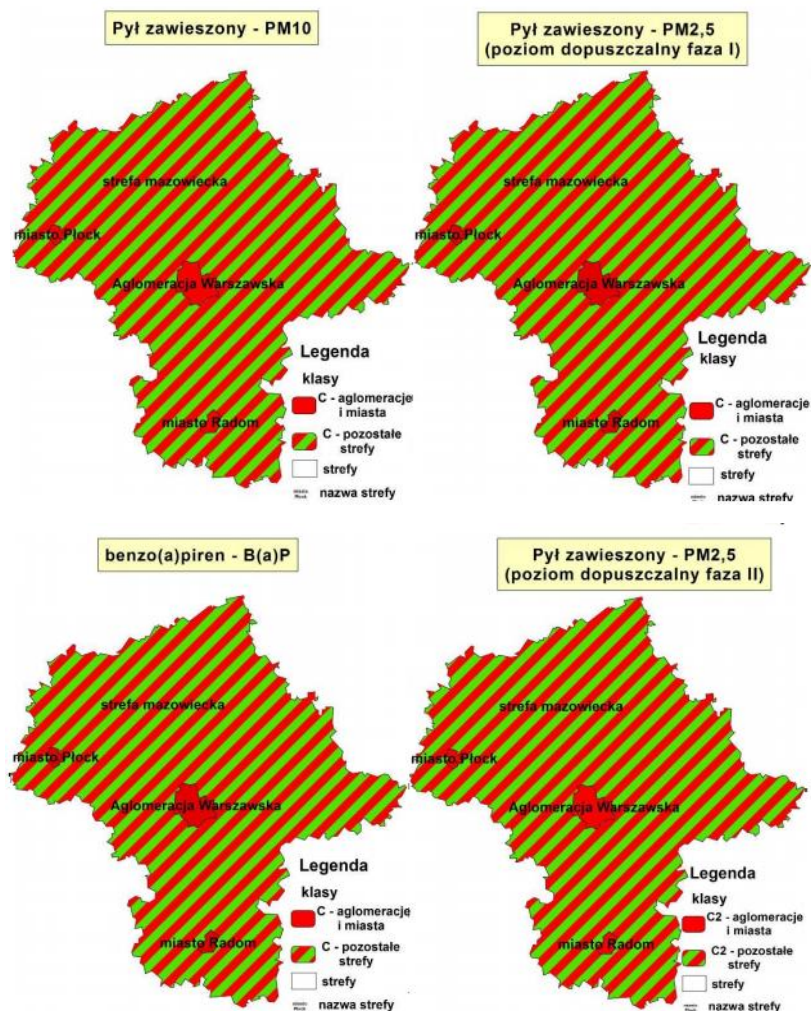 Pył zawieszony - PM10
strefa mazowiecka
miasto Płock
Aglomeracja Warszawska
miasto Radom
Legenda
klasy
C - aglomeracje
i miasta
C - pozostałe
strefy
strefy
nazwa strefy
Pył zawieszony - PM2,5
(poziom dopuszczalny faza I)
strefa mazowiecka
miasto Płock
Aglomeracja Warszawska
miasto Radom
Legenda
klasy
C - aglomeracje
i miasta
C - pozostałe
strefy
strefy
nazwa strefy
benzo(a)piren - B(a)P
strefa mazowiecka
miasto Płock
Aglomeracja Warszawska
miasto Radom
Legenda
klasy
C - aglomeracje
i miasta
C - pozostałe
strefy
strefy
nazwa strefy
Pył zawieszony - PM2,5
(poziom dopuszczalny faza II)
strefa mazowiecka
miasto Płock
Aglomeracja Warszawska
miasto Radom
Legenda
klasy
C2 - aglomeracje
i miasta
C2 - pozostałe
strefy
strefy
nazwa strefy